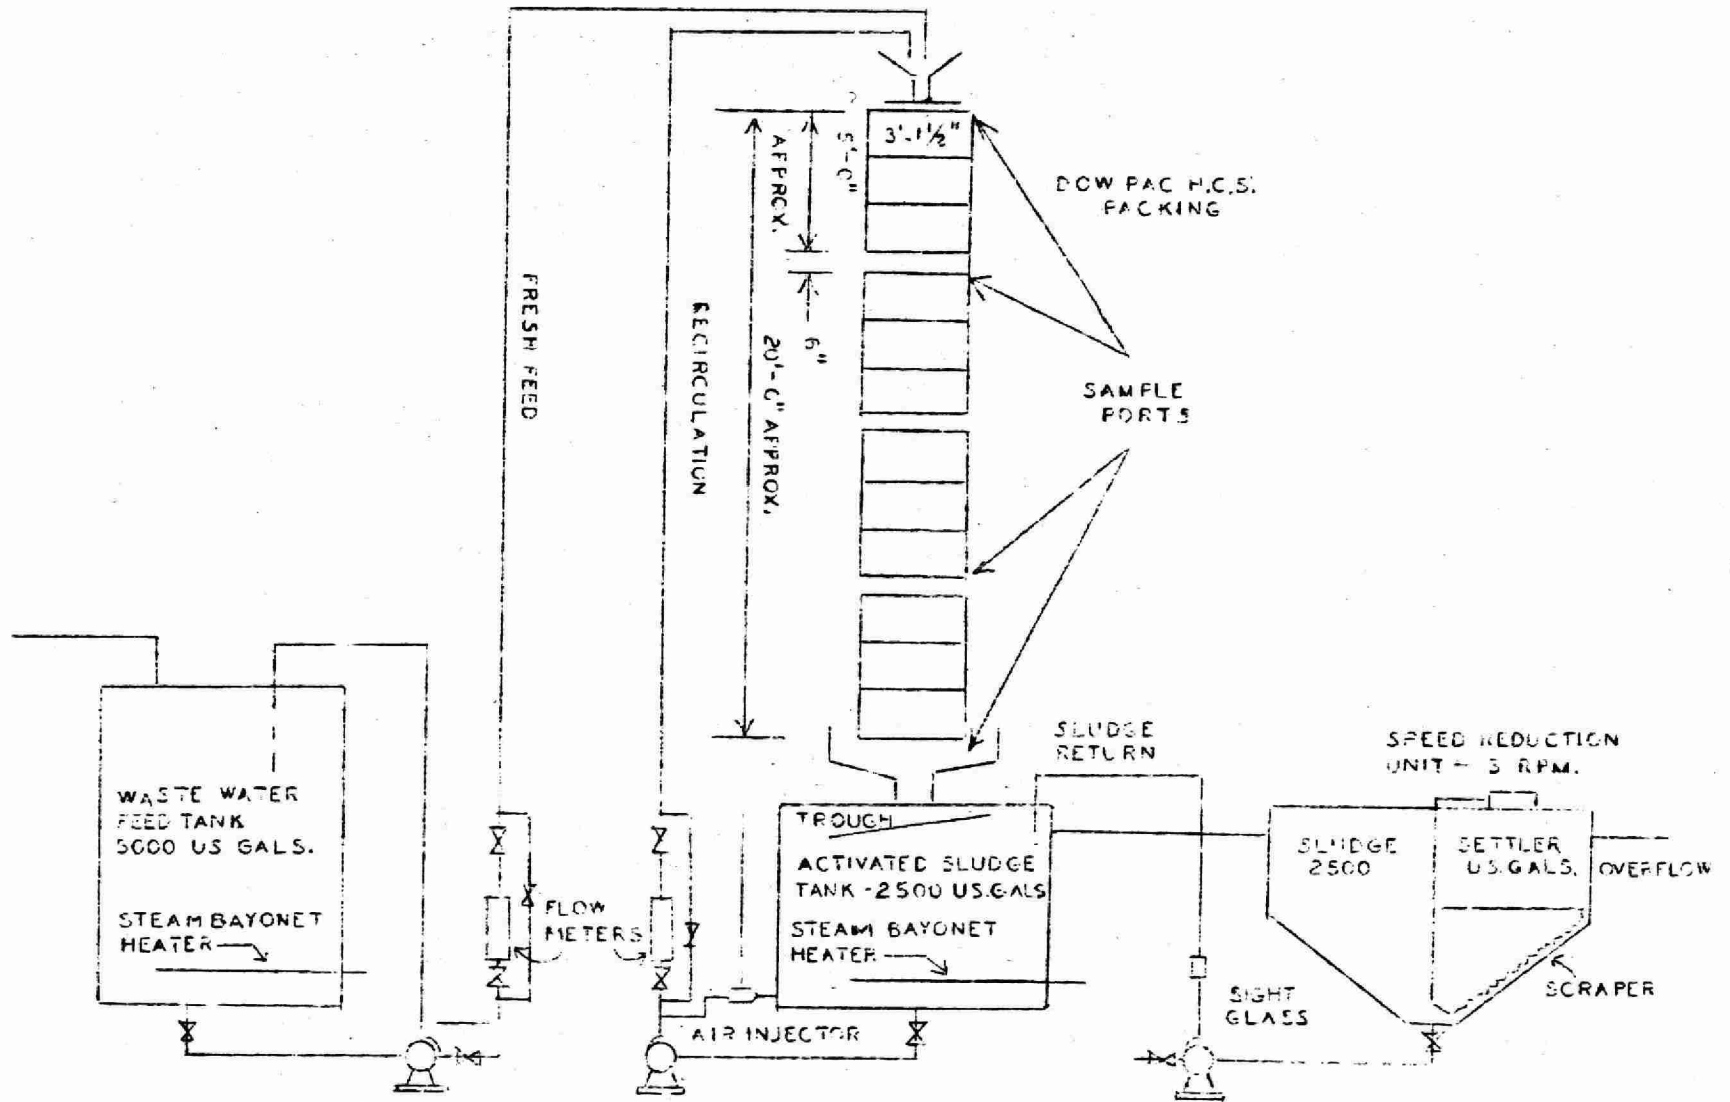 3'-1½"
5'-0"
APPROX.
6"
20'-0" APPROX.
DOW PAC H.C.S.
PACKING
SAMPLE
PORTS
FRESH FEED
RECIRCULATION
SLUDGE
RETURN
SPEED REDUCTION
UNIT - 3 RPM.
WASTE WATER
FEED TANK
5000 US GALS.
STEAM BAYONET
HEATER
FLOW
METERS
TROUGH
ACTIVATED SLUDGE
TANK -2500 US.GALS
STEAM BAYONET
HEATER
AIR INJECTOR
SIGHT
GLASS
SLUDGE SETTLER
2500 U.S.GALS.
OVERFLOW
SCRAPER